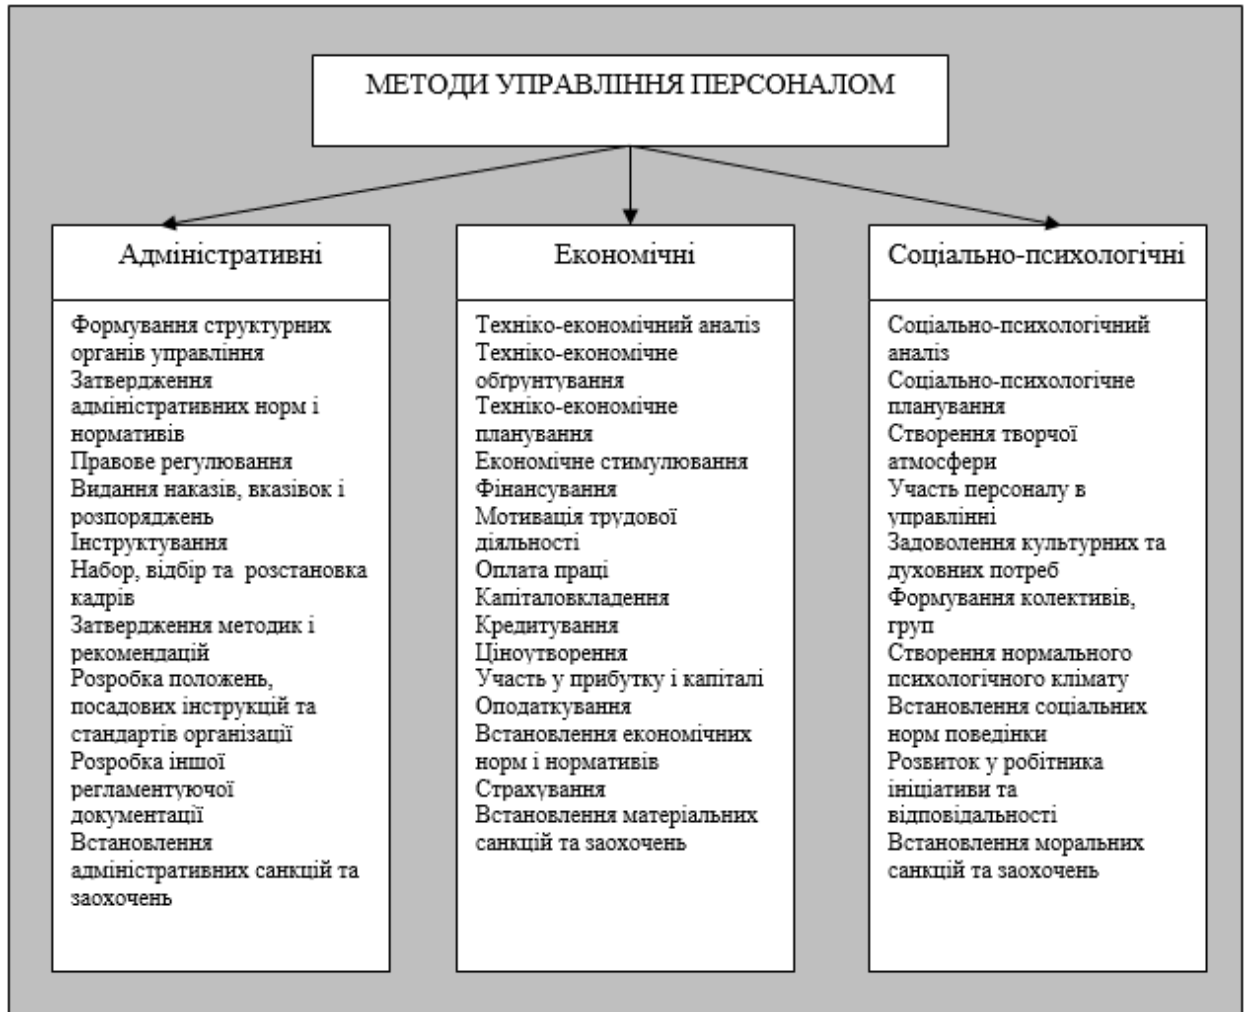 МЕТОДИ УПРАВЛІННЯ ПЕРСОНАЛОМ
Адміністративні
Формування структурних
органів управління
Затвердження
адміністративних норм і
нормативів
Правове регулювання
Видання наказів, вказівок і
розпоряджень
Інструктування
Набор, відбір та розстановка
кадрів
Затвердження методик і
рекомендацій
Розробка положень,
посадових інструкцій та
стандартів організації
Розробка іншої
регламентуючої
документації
Встановлення
адміністративних санкцій та
заохочень
Економічні
Техніко-економічний аналіз
Техніко-економічне
обґрунтування
Техніко-економічне
планування
Економічне стимулювання
Фінансування
Мотивація трудової
діяльності
Оплата праці
Капіталовкладення
Кредитування
Ціноутворення
Участь у прибутку і капіталі
Оподаткування
Встановлення економічних
норм і нормативів
Страхування
Встановлення матеріальних
санкцій та заохочень
Соціально-психологічні
Соціально-психологічний
аналіз
Соціально-психологічне
планування
Створення творчої
атмосфери
Участь персоналу в
управлінні
Задоволення культурних та
духовних потреб
Формування колективів,
груп
Створення нормального
психологічного клімату
Встановлення соціальних
норм поведінки
Розвиток у робітника
ініціативи та
відповідальності
Встановлення моральних
санкцій та заохочень